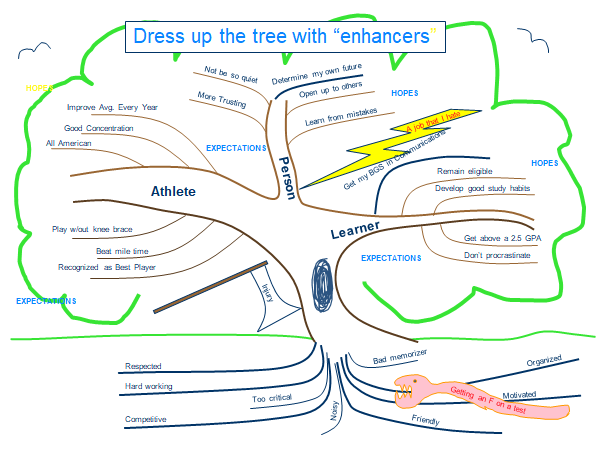 Dress up the tree with “enhancers”
Not be so quiet
Determine my own future
HOPES
More Trusting
Open up to others
HOPES
Improve Avg. Every Year
Learn from mistakes
A job that I hate
Good Concentration
All American
EXPECTATIONS
Person
Get my BGS in Communications
HOPES
Remain eligible
Athlete
Develop good study habits
Learner
Play w/out knee brace
Get above a 2.5 GPA
Beat mile time
Don't procrastinate
Recognized as Best Player
EXPECTATIONS
EXPECTATIONS
Injury
Respected
Bad memorizer
Organized
Hard working
Too critical
Getting an F on a test
Motivated
Competitive
Noisy
Friendly